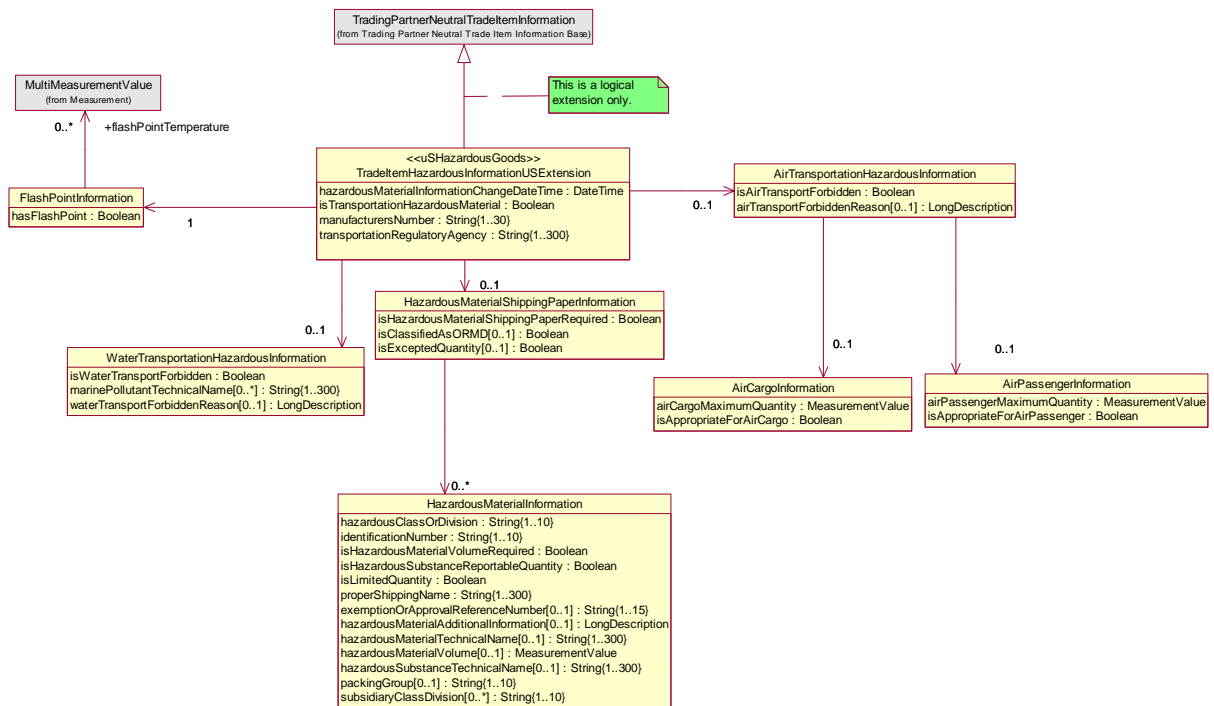 TradingPartnerNeutralTradeItemInformation
(from Trading Partner Neutral Trade Item Information Base)
This is a logical
extension only.
MultiMeasurementValue
(from Measurement)
0..*
+flashPointTemperature
<<uSHazardousGoods>>
TradeItemHazardousInformationUSExtension
hazardousMaterialInformationChangeDateTime : DateTime
isTransportationHazardousMaterial : Boolean
manufacturersNumber : String{1..30}
transportationRegulatoryAgency : String{1..300}
FlashPointInformation
hasFlashPoint : Boolean
1
AirTransportationHazardousInformation
isAirTransportForbidden : Boolean
airTransportForbiddenReason[0..1] : LongDescription
0..1
0..1
HazardousMaterialShippingPaperInformation
isHazardousMaterialShippingPaperRequired : Boolean
isClassifiedAsORMD[0..1] : Boolean
isExceptedQuantity[0..1] : Boolean
0..1
WaterTransportationHazardousInformation
isWaterTransportForbidden : Boolean
marinePollutantTechnicalName[0..*] : String{1..300}
waterTransportForbiddenReason[0..1] : LongDescription
0..1
AirCargoInformation
airCargoMaximumQuantity : MeasurementValue
isAppropriateForAirCargo : Boolean
0..1
AirPassengerInformation
airPassengerMaximumQuantity : MeasurementValue
isAppropriateForAirPassenger : Boolean
0..*
HazardousMaterialInformation
hazardousClassOrDivision : String{1..10}
identificationNumber : String{1..10}
isHazardousMaterialVolumeRequired : Boolean
isHazardousSubstanceReportableQuantity : Boolean
isLimitedQuantity : Boolean
properShippingName : String{1..300}
exemptionOrApprovalReferenceNumber[0..1] : String{1..15}
hazardousMaterialAdditionalInformation[0..1] : LongDescription
hazardousMaterialTechnicalName[0..1] : String{1..300}
hazardousMaterialVolume[0..1] : MeasurementValue
hazardousSubstanceTechnicalName[0..1] : String{1..300}
packingGroup[0..1] : String{1..10}
subsidiaryClassDivision[0..*] : String{1..10}